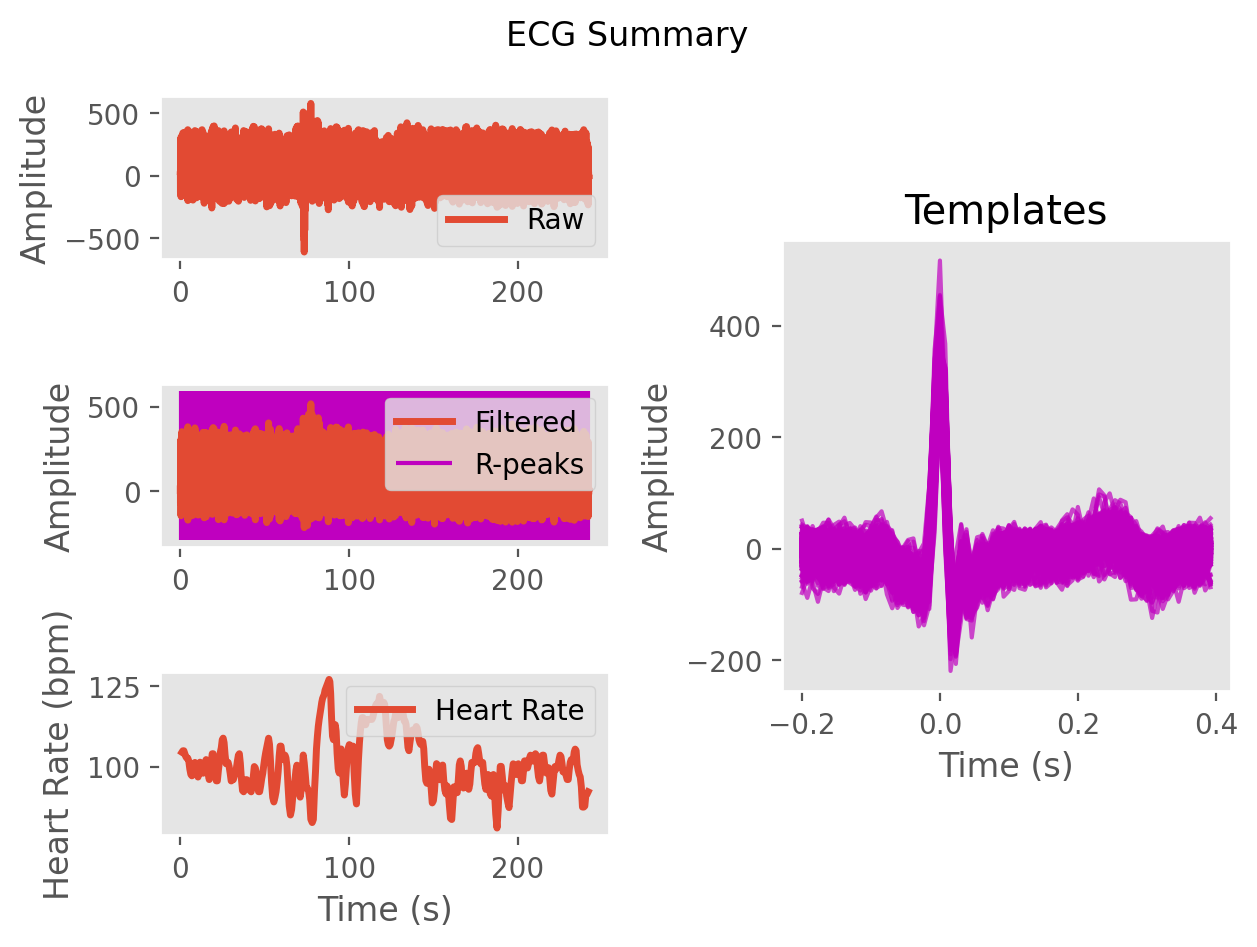 ECG Summary
Amplitude
500
0
−500
Raw
0
100
200
Amplitude
500
0
Filtered
R-peaks
0
100
200
Heart Rate (bpm)
125
100
Heart Rate
0
100
200
Time (s)
Templates
Amplitude
400
200
0
−200
−0.2
0.0
0.2
0.4
Time (s)